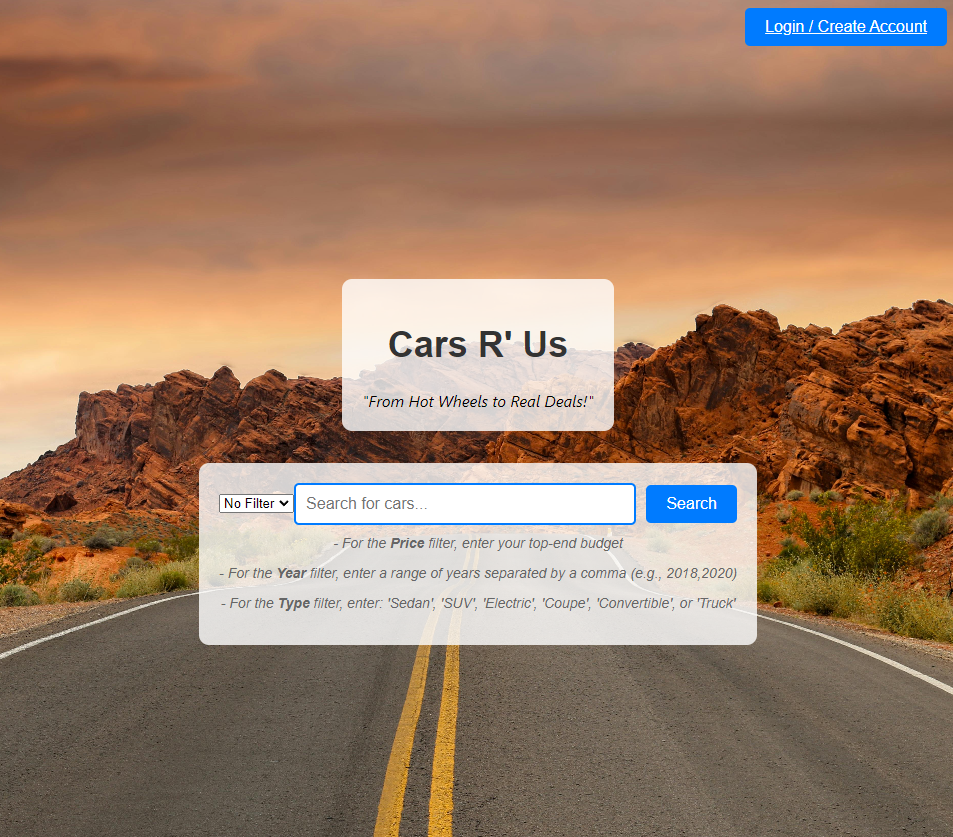 Login / Create Account
Cars R' Us
"From Hot Wheels to Real Deals!"
No Filter Search for cars... Search
- For the Price filter, enter your top-end budget
- For the Year filter, enter a range of years separated by a comma (e.g., 2018,2020)
- For the Type filter, enter: 'Sedan', 'SUV', 'Electric', 'Coupe', 'Convertible', or 'Truck'